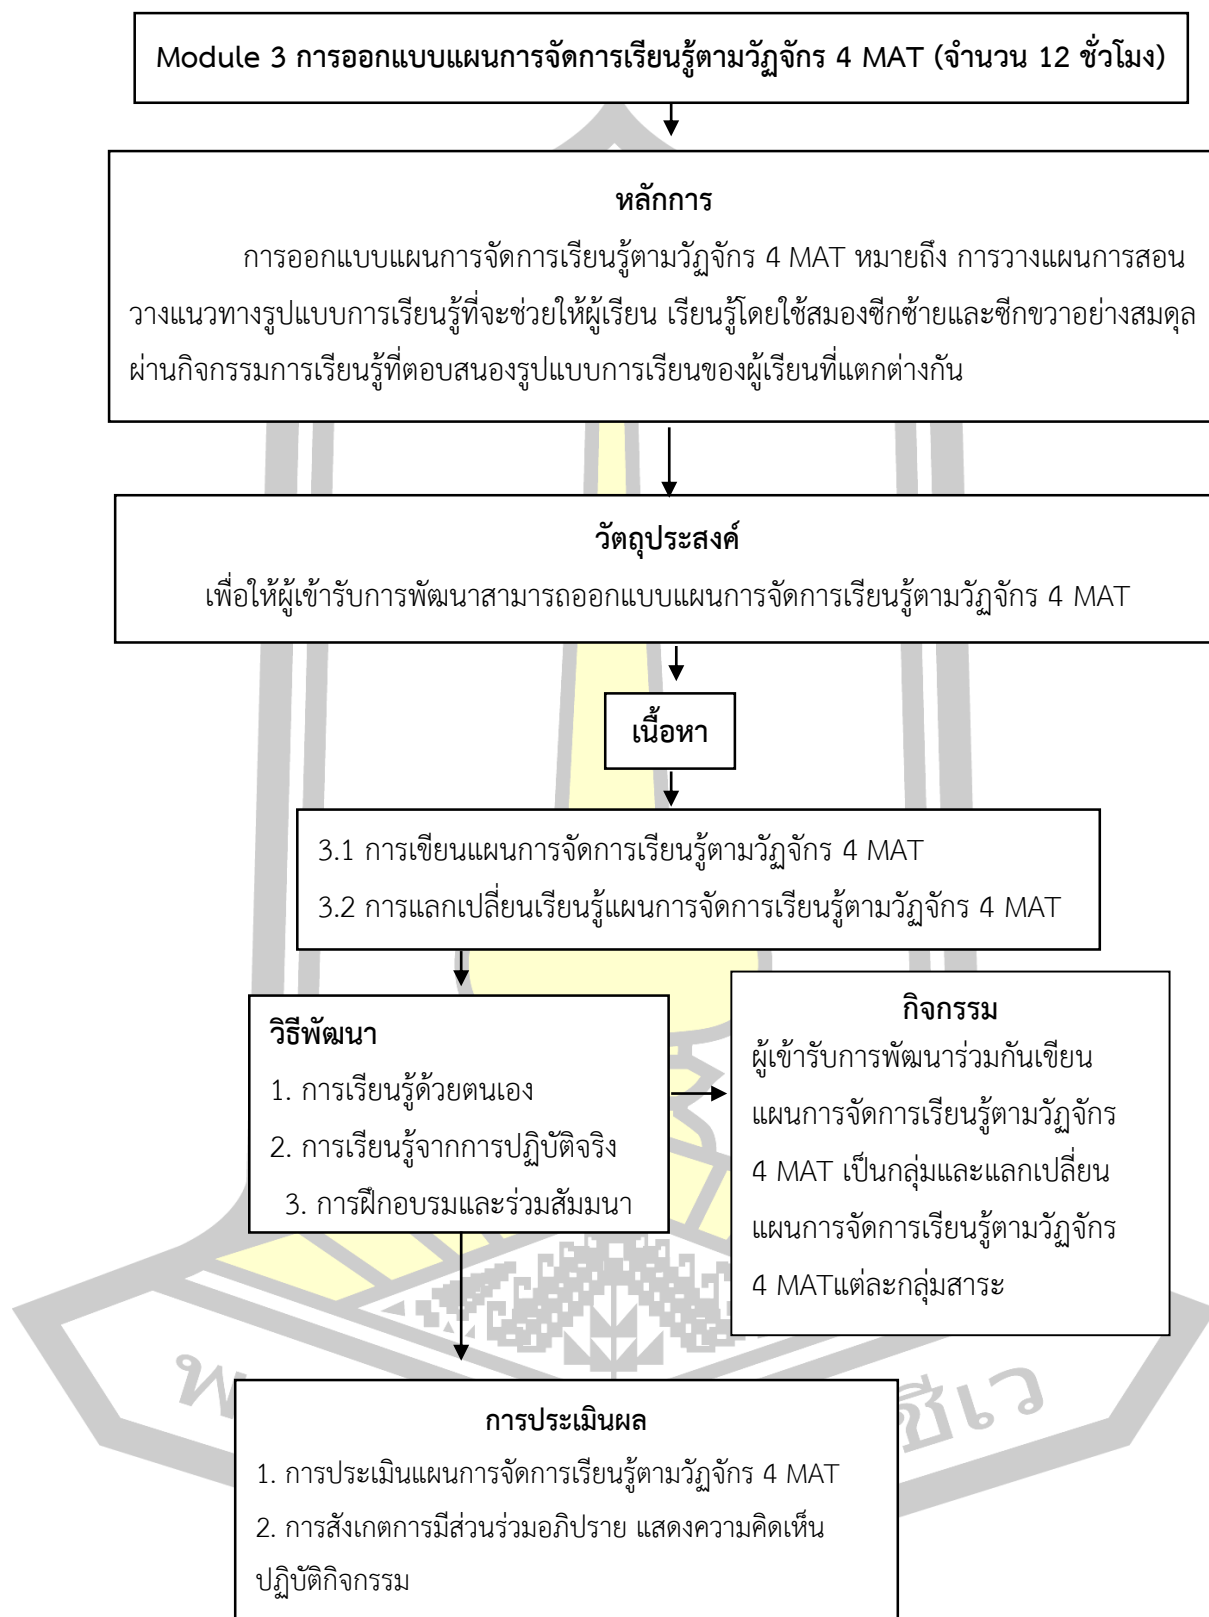 Module 3 การออกแบบแผนการจัดการเรียนรู้ตามวัฏจักร 4 MAT (จำนวน 12 ชั่วโมง)
หลักการ
การออกแบบแผนการจัดการเรียนรู้ตามวัฏจักร 4 MAT หมายถึง การวางแผนการสอน
วางแนวทางรูปแบบการเรียนรู้ที่จะช่วยให้ผู้เรียน เรียนรู้โดยใช้สมองซีกซ้ายและซีกขวาอย่างสมดุล
ผ่านกิจกรรมการเรียนรู้ที่ตอบสนองรูปแบบการเรียนของผู้เรียนที่แตกต่างกัน
วัตถุประสงค์
เพื่อให้ผู้เข้ารับการพัฒนาสามารถออกแบบแผนการจัดการเรียนรู้ตามวัฏจักร 4 MAT
เนื้อหา
3.1 การเขียนแผนการจัดการเรียนรู้ตามวัฏจักร 4 MAT
3.2 การแลกเปลี่ยนเรียนรู้แผนการจัดการเรียนรู้ตามวัฏจักร 4 MAT
วิธีพัฒนา
1. การเรียนรู้ด้วยตนเอง
2. การเรียนรู้จากการปฏิบัติจริง
3. การฝึกอบรมและร่วมสัมมนา
กิจกรรม
ผู้เข้ารับการพัฒนาร่วมกันเขียน
แผนการจัดการเรียนรู้ตามวัฏจักร
4 MAT เป็นกลุ่มและแลกเปลี่ยน
แผนการจัดการเรียนรู้ตามวัฏจักร
4 MATแต่ละกลุ่มสาระ
การประเมินผล
1. การประเมินแผนการจัดการเรียนรู้ตามวัฏจักร 4 MAT
2. การสังเกตการมีส่วนร่วมอภิปราย แสดงความคิดเห็น
ปฏิบัติกิจกรรม
ชีเว